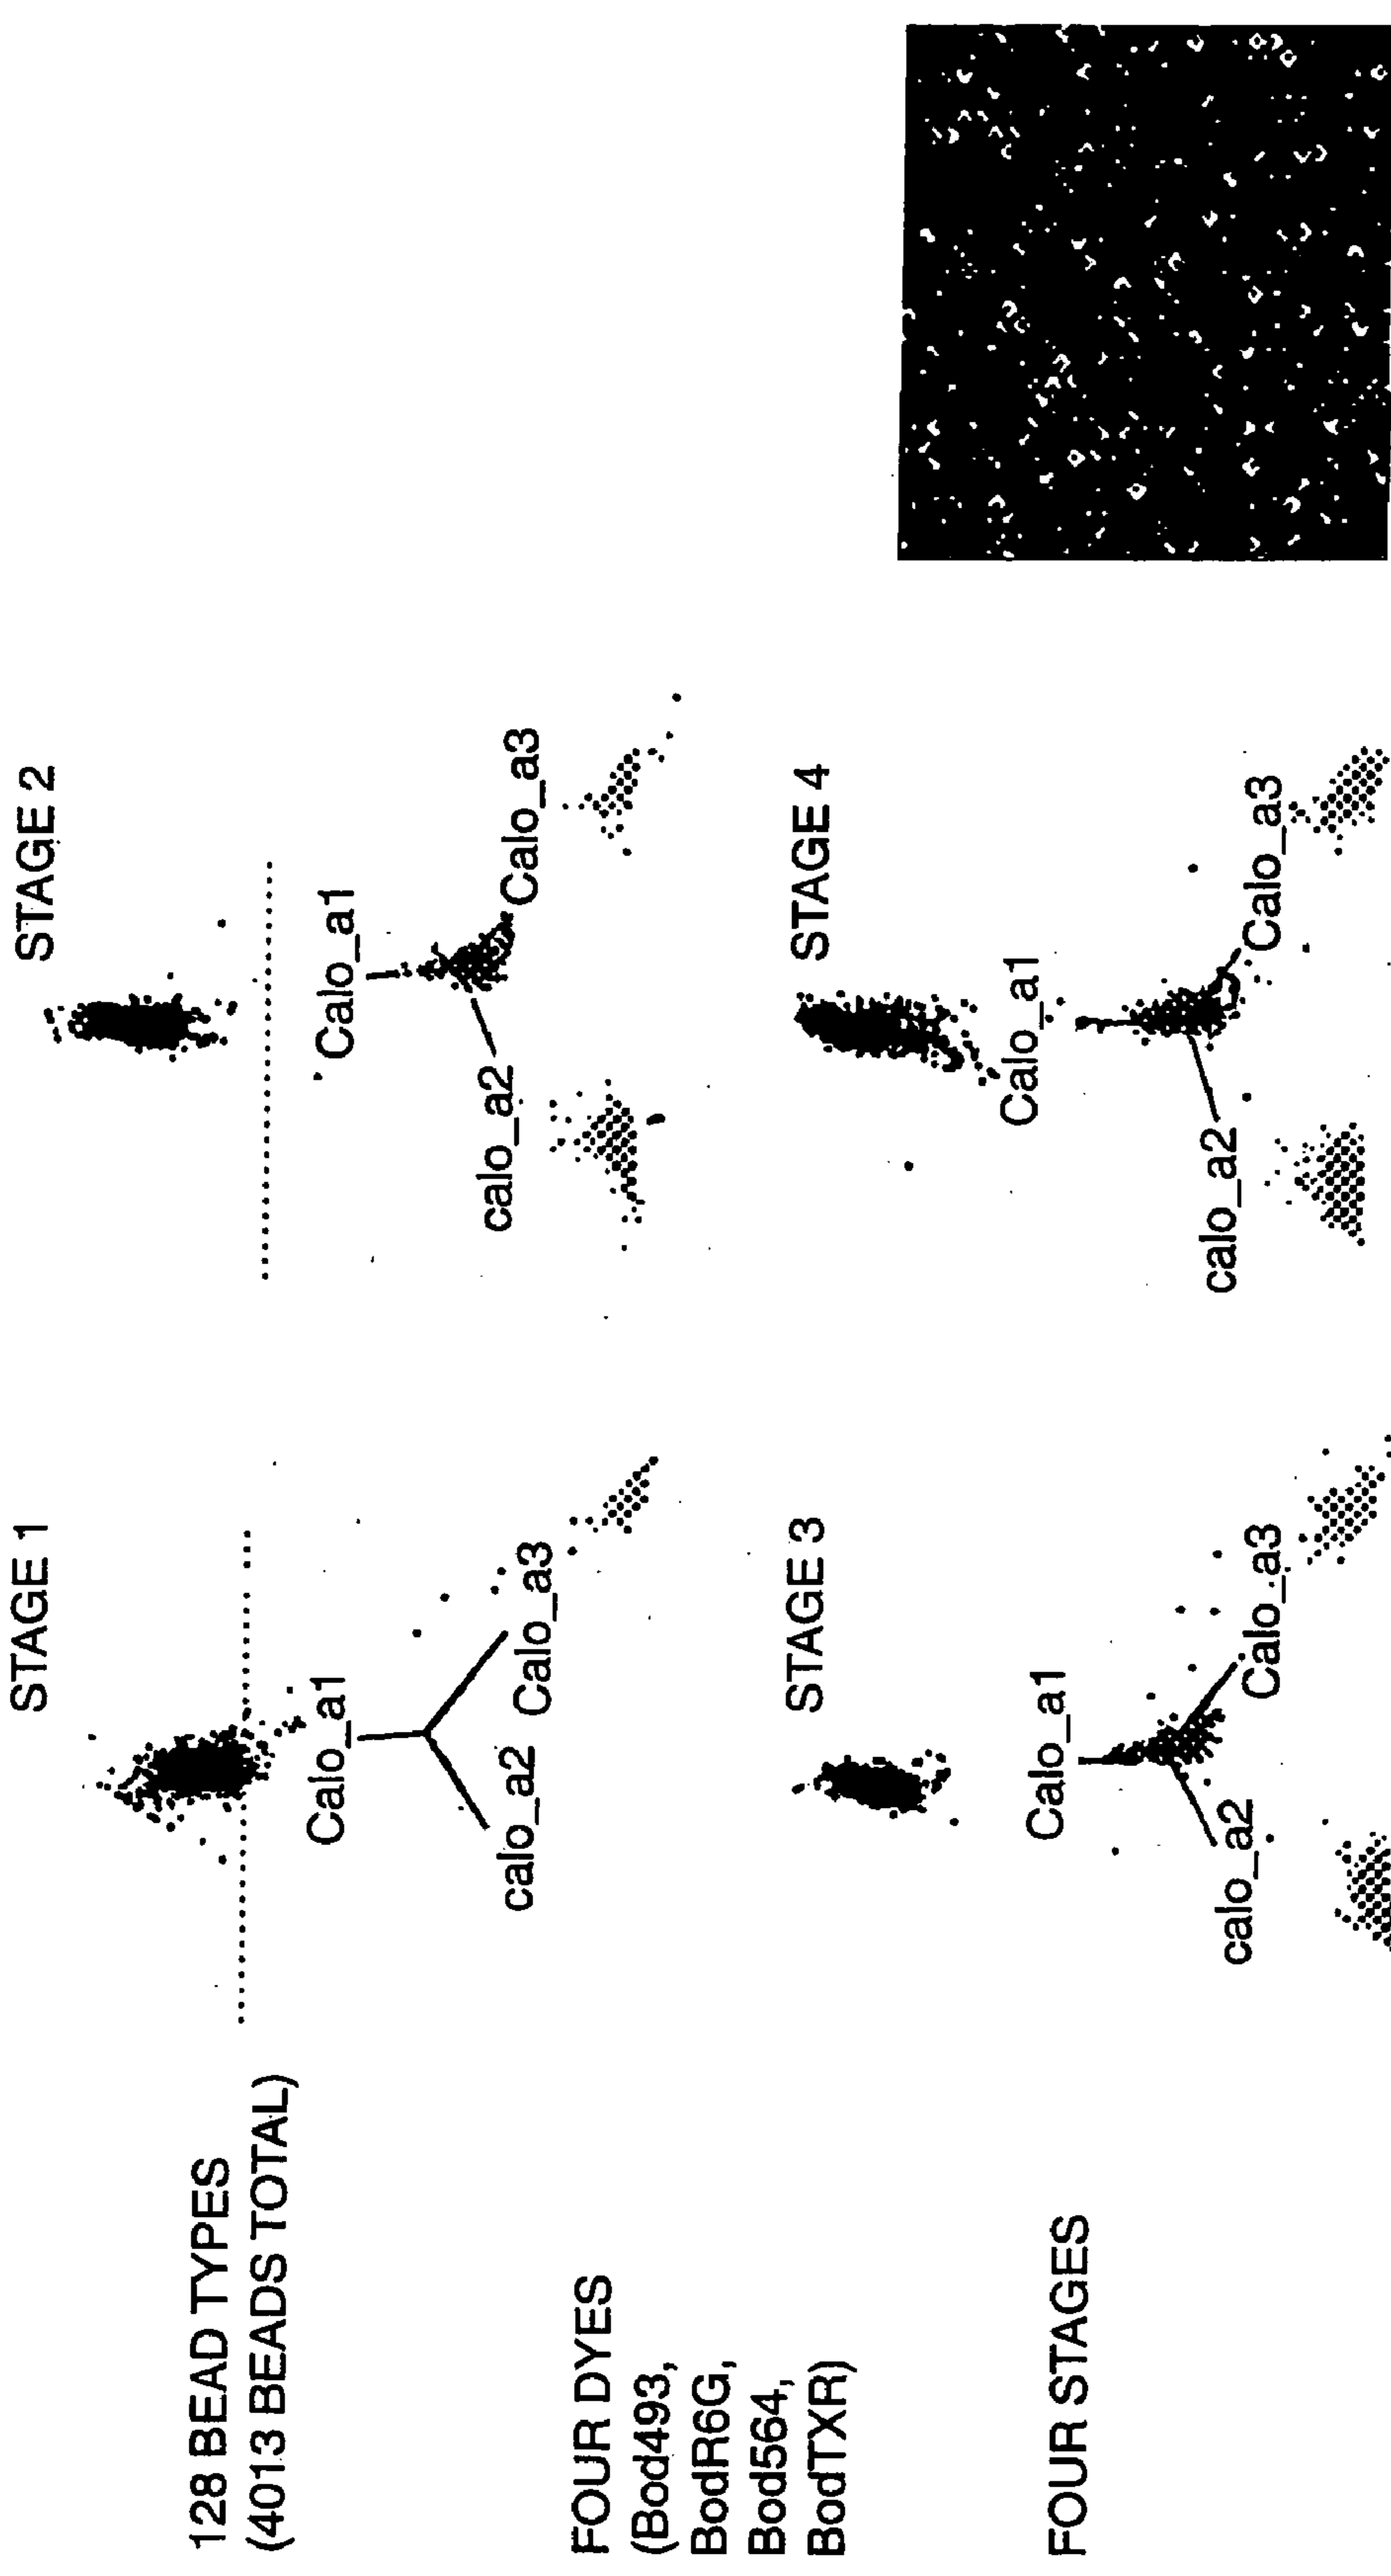 128 BEAD TYPES
(4013 BEADS TOTAL)
FOUR DYES
(Bod493,
BodR6G,
Bod564,
BodTXR)
FOUR STAGES
STAGE 1
Calo_a1
calo_a2
Calo_a3
STAGE 2
Calo_a1
calo_a2
Calo_a3
STAGE 3
Calo_a1
calo_a2
Calo_a3
STAGE 4
Calo_a1
calo_a2
Calo_a3